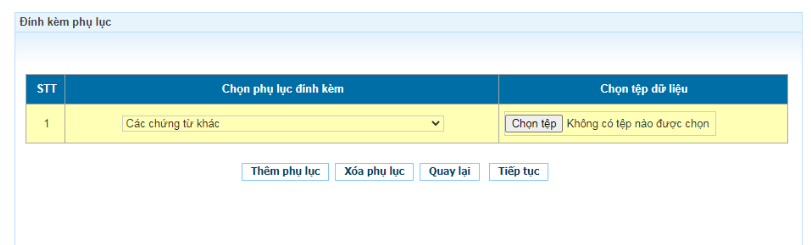 Đính kèm phụ lục
STT Chọn phụ lục đính kèm Chọn tệp dữ liệu
1 Các chứng từ khác Chọn tệp Không có tệp nào được chọn
Thêm phụ lục Xóa phụ lục Quay lại Tiếp tục